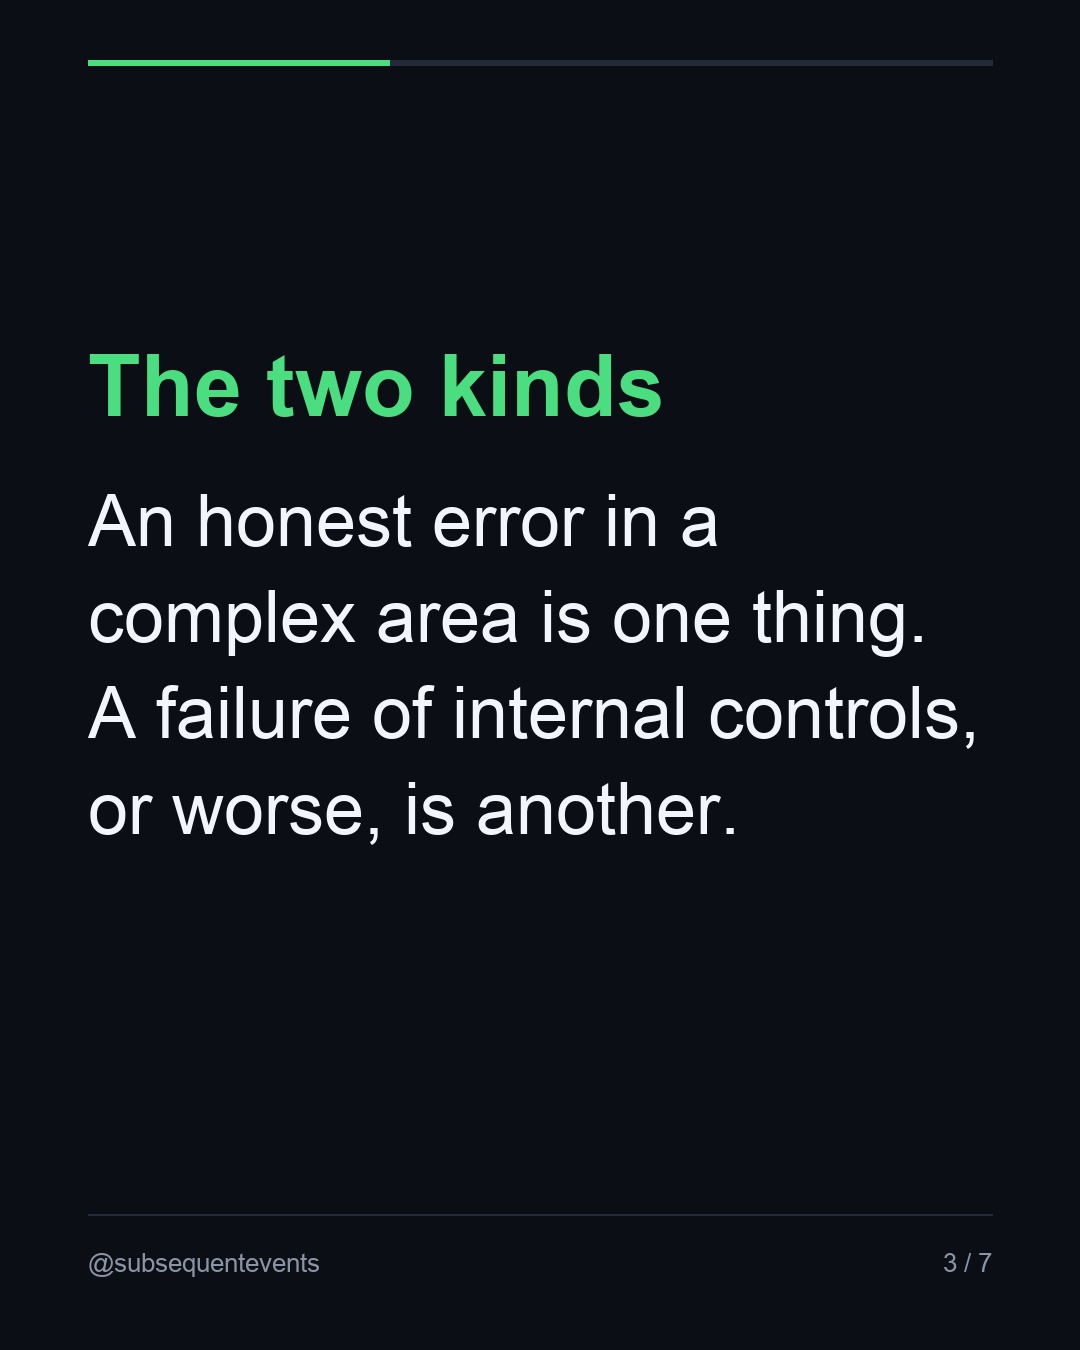 The two kinds
An honest error in a
complex area is one thing.
A failure of internal controls,
or worse, is another.
@subsequentevents
3 / 7